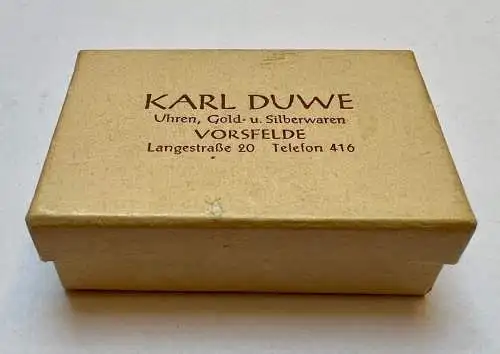 KARL DUWE
Uhren, Gold- u. Silberwaren
VORSFELDE
Langestraße 20 Telefon 416